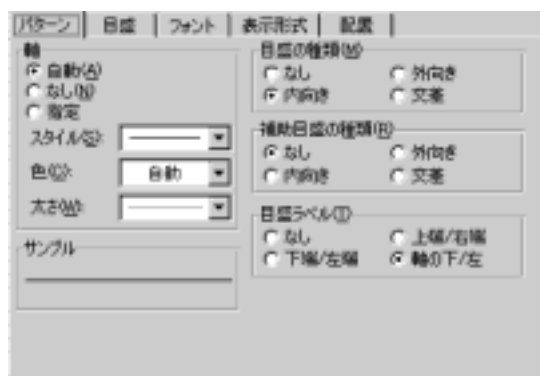 パターン 目盛 フォント 表示形式 配置
軸
自動(A)
なし(N)
指定
スタイル(S):
色(C): 自動
太さ(W):
サンプル
目盛の種類(M)
なし 外向き
内向き 交差
補助目盛の種類(R)
なし 外向き
内向き 交差
目盛ラベル(T)
なし 上端/右端
下端/左端 軸の下/左